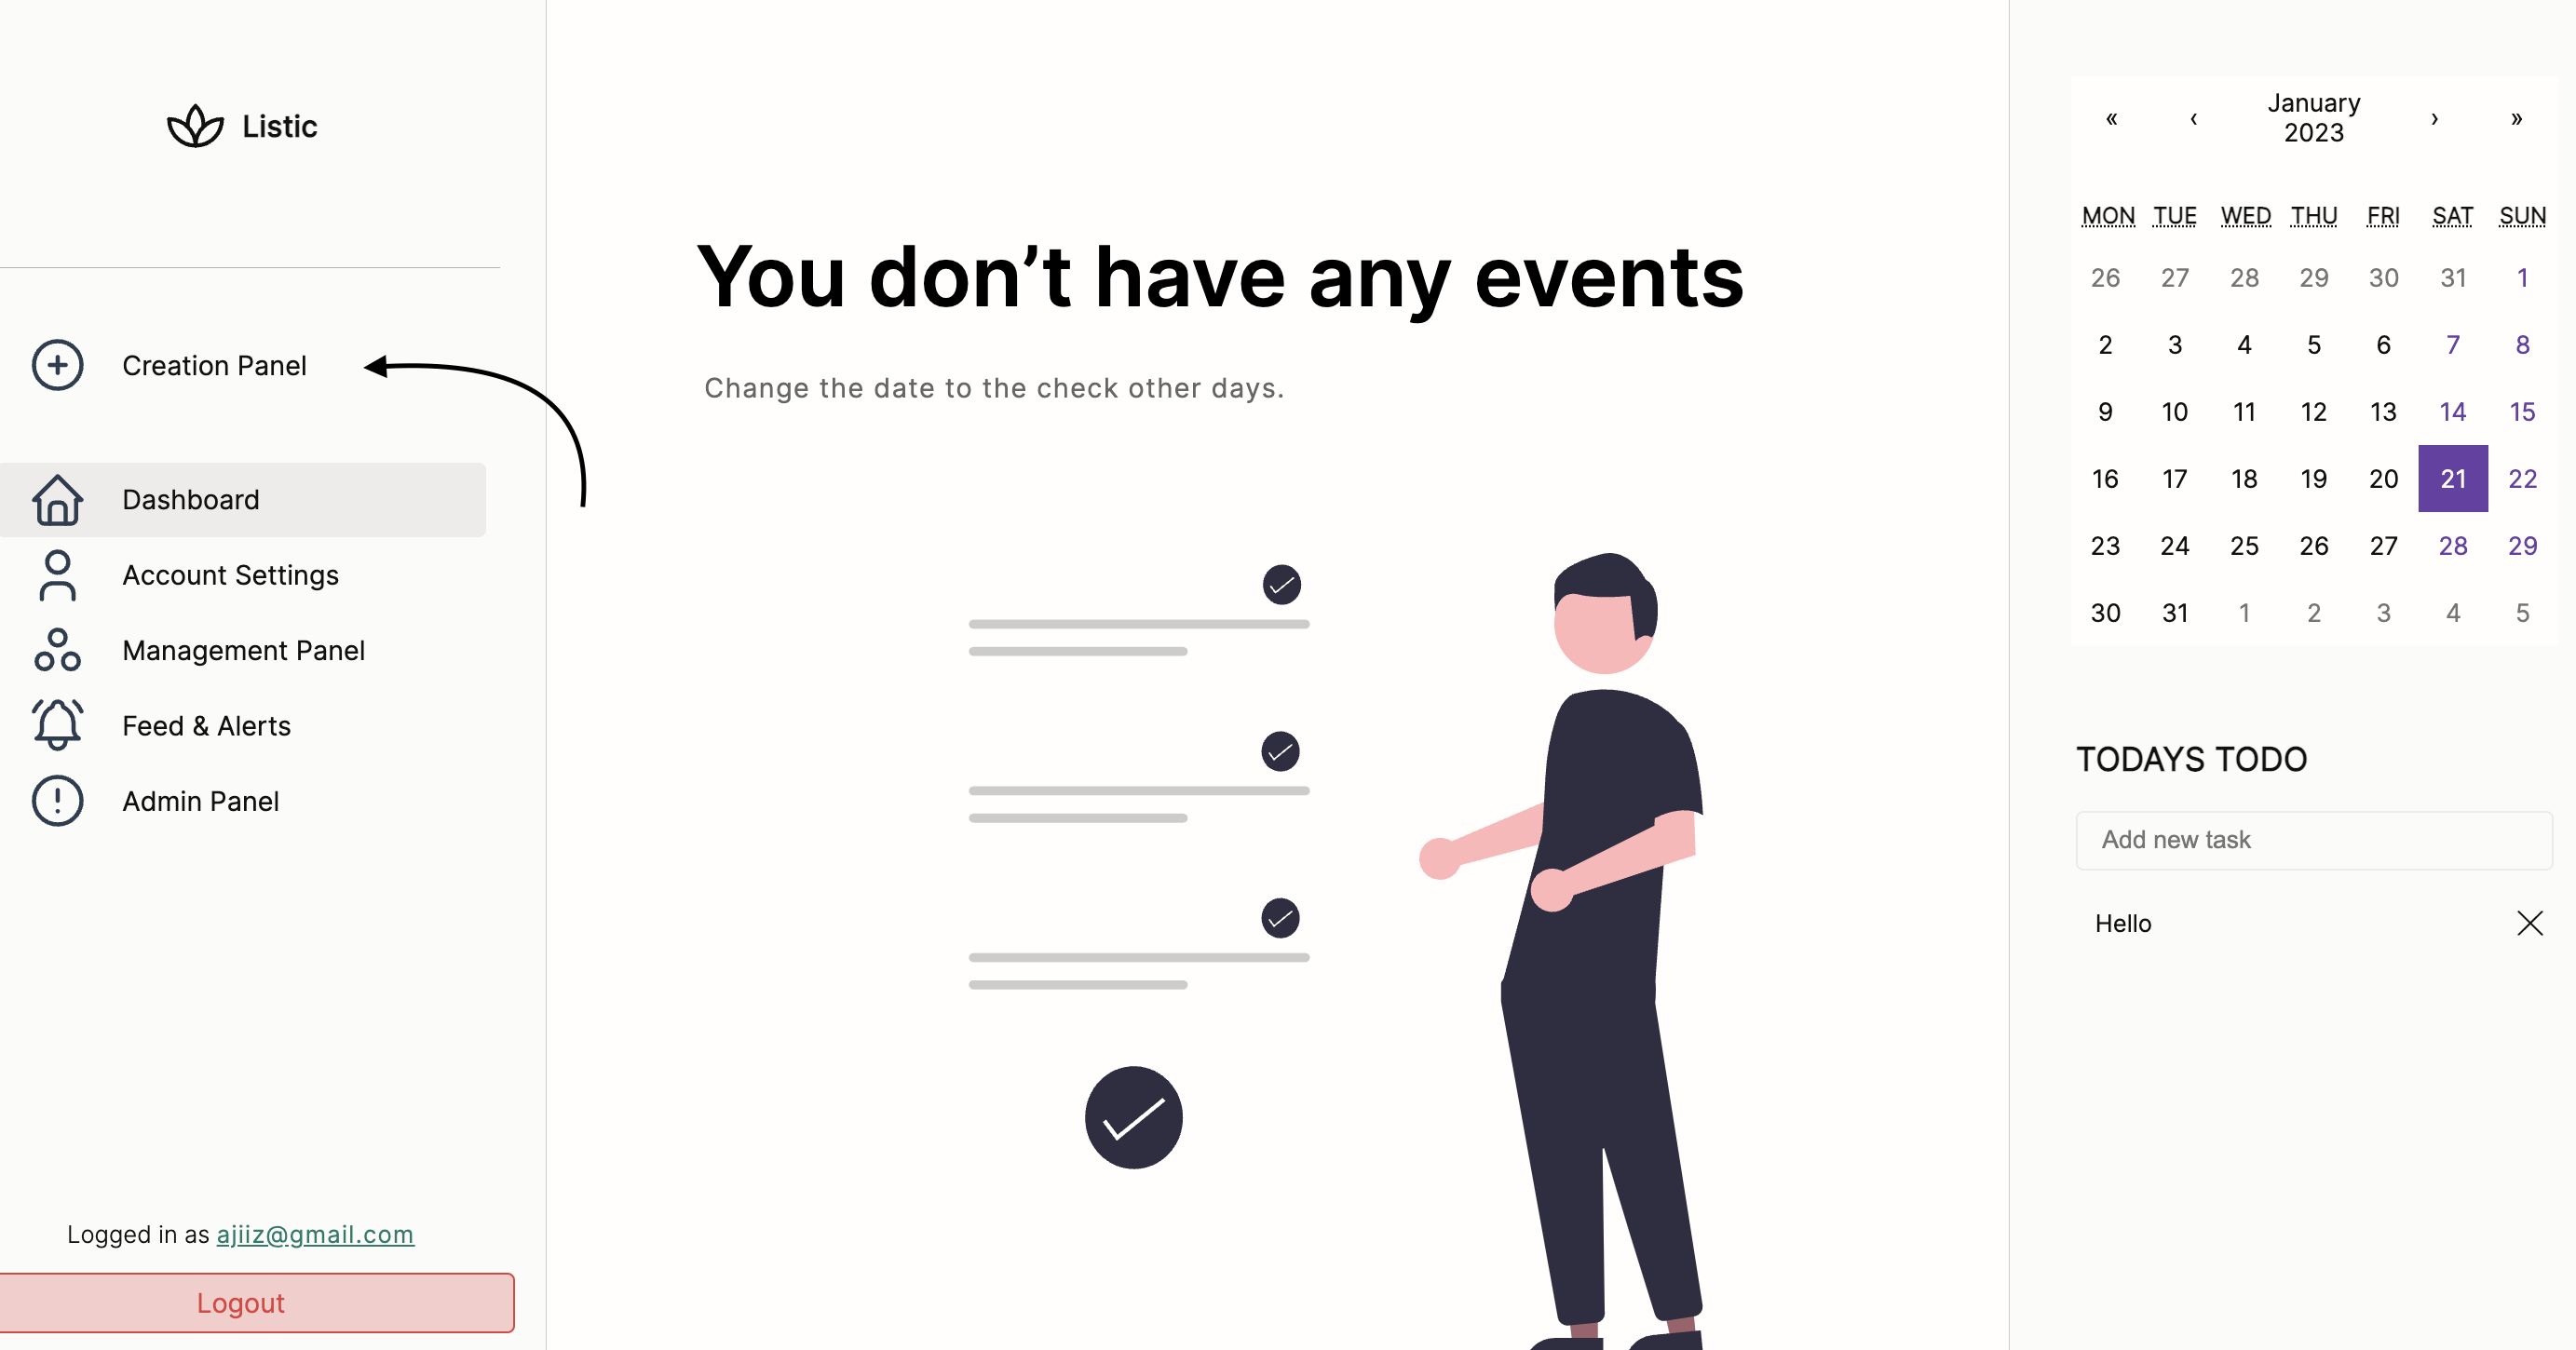 Listic
Creation Panel
Dashboard
Account Settings
Management Panel
Feed & Alerts
Admin Panel
Logged in as ajiiz@gmail.com
Logout
You don’t have any events
Change the date to the check other days.
« ‹ January 2023 › »
MON TUE WED THU FRI SAT SUN
26 27 28 29 30 31 1
2 3 4 5 6 7 8
9 10 11 12 13 14 15
16 17 18 19 20 21 22
23 24 25 26 27 28 29
30 31 1 2 3 4 5
TODAYS TODO
Add new task
Hello